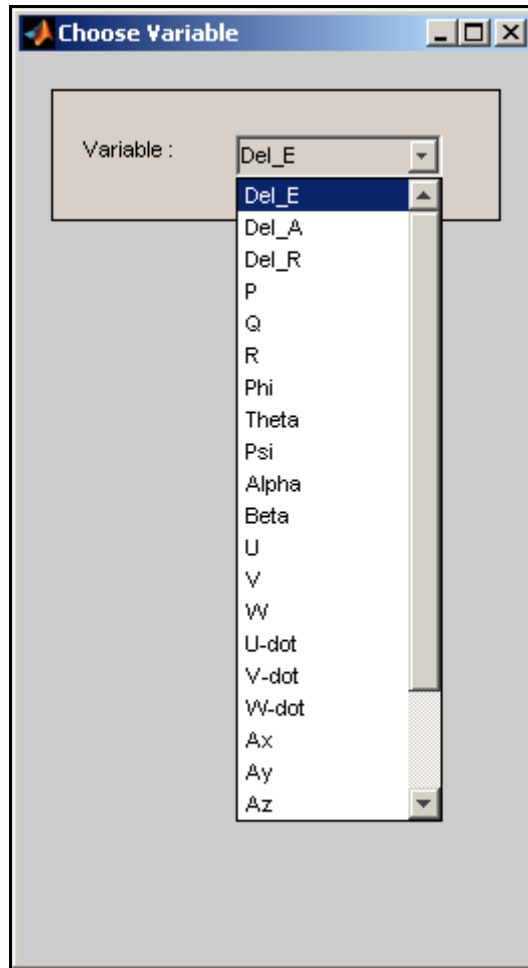 Choose Variable
Variable :
Del_E
Del_E
Del_A
Del_R
P
Q
R
Phi
Theta
Psi
Alpha
Beta
U
V
W
U-dot
V-dot
W-dot
Ax
Ay
Az